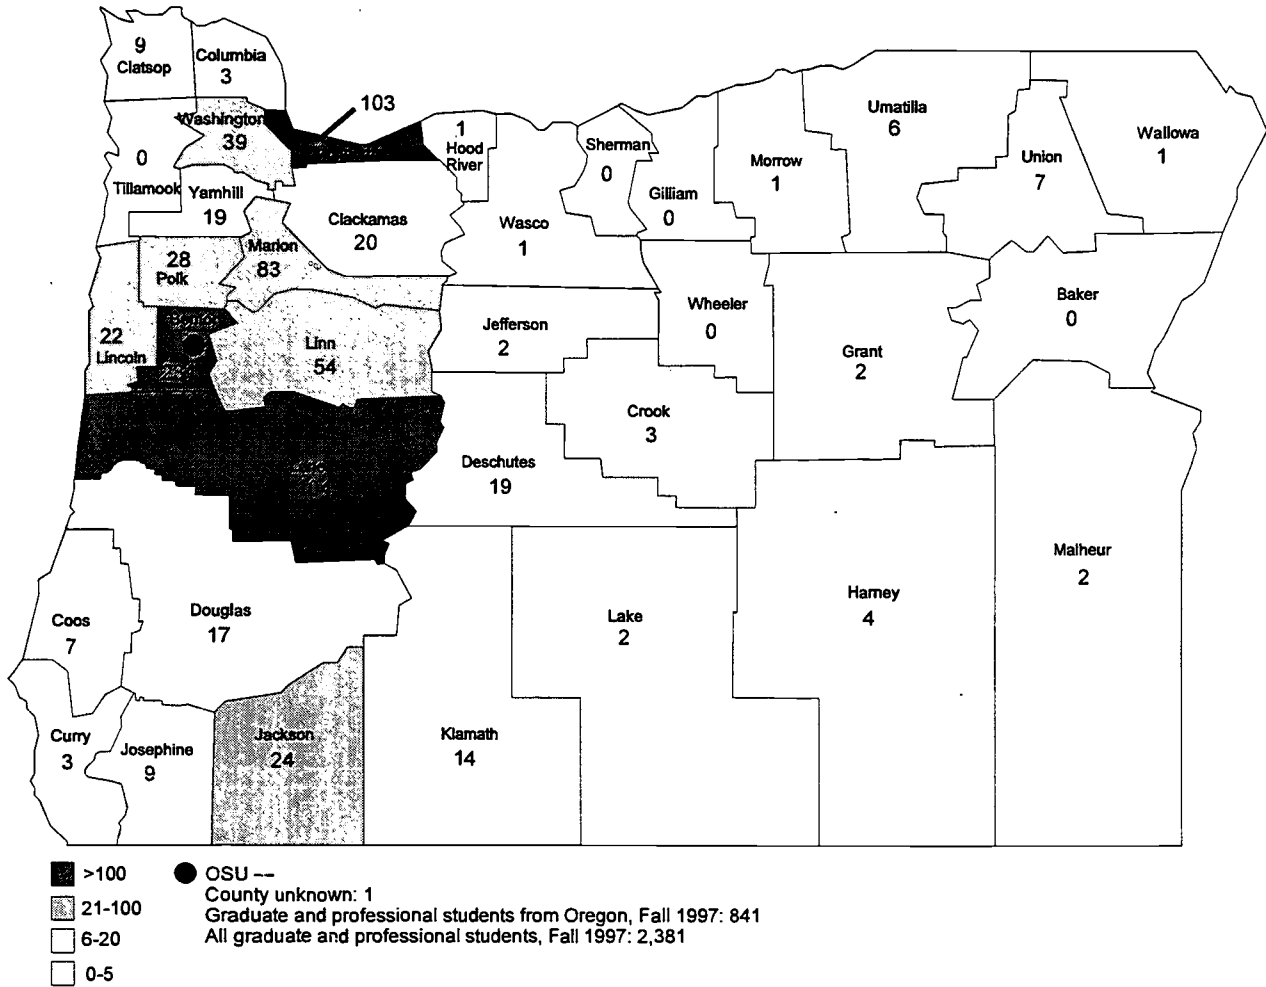 9
Clatsop
Columbia
3
103
Washington
39
0
Tillamook
Yamhill
19
Clackamas
20
1
Hood
River
Wasco
1
Sherman
0
Gilliam
0
Morrow
1
Umatilla
6
Union
7
Wallowa
1
28
Polk
Marion
83
22
Lincoln
Benton
Linn
54
Jefferson
2
Wheeler
0
Grant
2
Baker
0
Crook
3
Deschutes
19
Coos
7
Douglas
17
Lake
2
Harney
4
Malheur
2
Curry
3
Josephine
9
Jackson
24
Klamath
14
>100
21-100
6-20
0-5
OSU —
County unknown: 1
Graduate and professional students from Oregon, Fall 1997: 841
All graduate and professional students, Fall 1997: 2,381